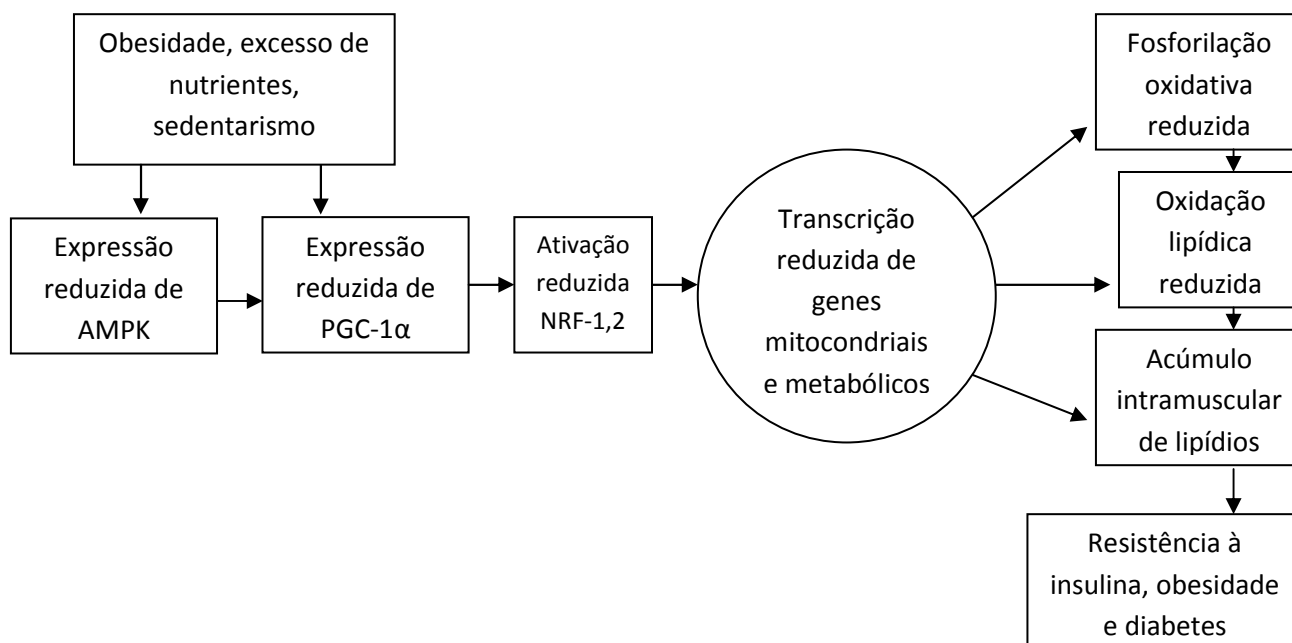 Obesidade, excesso de
nutrientes,
sedentarismo
Expressão
reduzida de
AMPK
Expressão
reduzida de
PGC-1α
Ativação
reduzida
NRF-1,2
Transcrição
reduzida de
genes
mitocondriais
e metabólicos
Fosforilação
oxidativa
reduzida
Oxidação
lipídica
reduzida
Acúmulo
intramuscular
de lipídios
Resistência à
insulina, obesidade
e diabetes